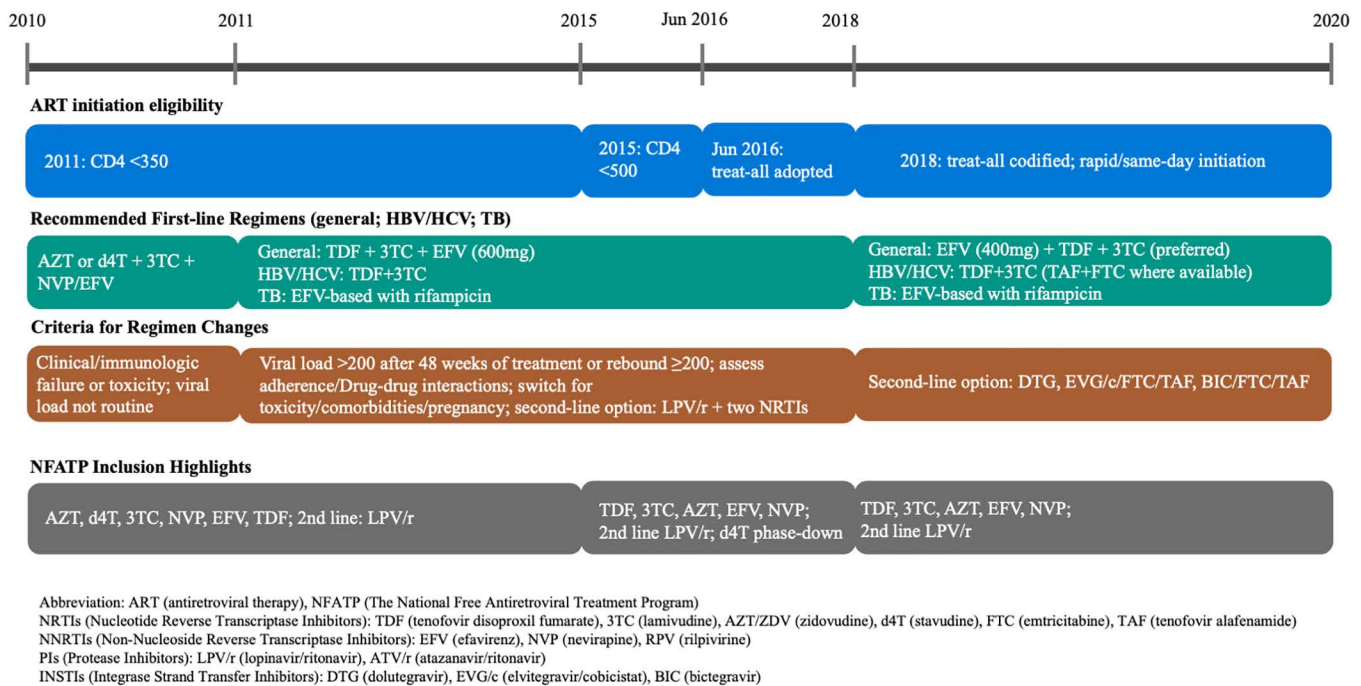 2010 2011 2015 Jun 2016 2018 2020
ART initiation eligibility
2011: CD4 <350
2015: CD4
<500
Jun 2016:
treat-all adopted
2018: treat-all codified; rapid/same-day initiation
Recommended First-line Regimens (general; HBV/HCV; TB)
AZT or d4T + 3TC +
NVP/EFV
General: TDF + 3TC + EFV (600mg)
HBV/HCV: TDF+3TC
TB: EFV-based with rifampicin
General: EFV (400mg) + TDF + 3TC (preferred)
HBV/HCV: TDF+3TC (TAF+FTC where available)
TB: EFV-based with rifampicin
Criteria for Regimen Changes
Clinical/immunologic
failure or toxicity; viral
load not routine
Viral load >200 after 48 weeks of treatment or rebound ≥200; assess
adherence/Drug-drug interactions; switch for
toxicity/comorbidities/pregnancy; second-line option: LPV/r + two NRTIs
Second-line option: DTG, EVG/c/FTC/TAF, BIC/FTC/TAF
NFATP Inclusion Highlights
AZT, d4T, 3TC, NVP, EFV, TDF; 2nd line: LPV/r
TDF, 3TC, AZT, EFV, NVP;
2nd line LPV/r; d4T phase-down
TDF, 3TC, AZT, EFV, NVP;
2nd line LPV/r
Abbreviation: ART (antiretroviral therapy), NFATP (The National Free Antiretroviral Treatment Program)
NRTIs (Nucleotide Reverse Transcriptase Inhibitors): TDF (tenofovir disoproxil fumarate), 3TC (lamivudine), AZT/ZDV (zidovudine), d4T (stavudine), FTC (emtricitabine), TAF (tenofovir alafenamide)
NNRTIs (Non-Nucleoside Reverse Transcriptase Inhibitors): EFV (efavirenz), NVP (nevirapine), RPV (rilpivirine)
PIs (Protease Inhibitors): LPV/r (lopinavir/ritonavir), ATV/r (atazanavir/ritonavir)
INSTIs (Integrase Strand Transfer Inhibitors): DTG (dolutegravir), EVG/c (elvitegravir/cobicistat), BIC (bictegravir)